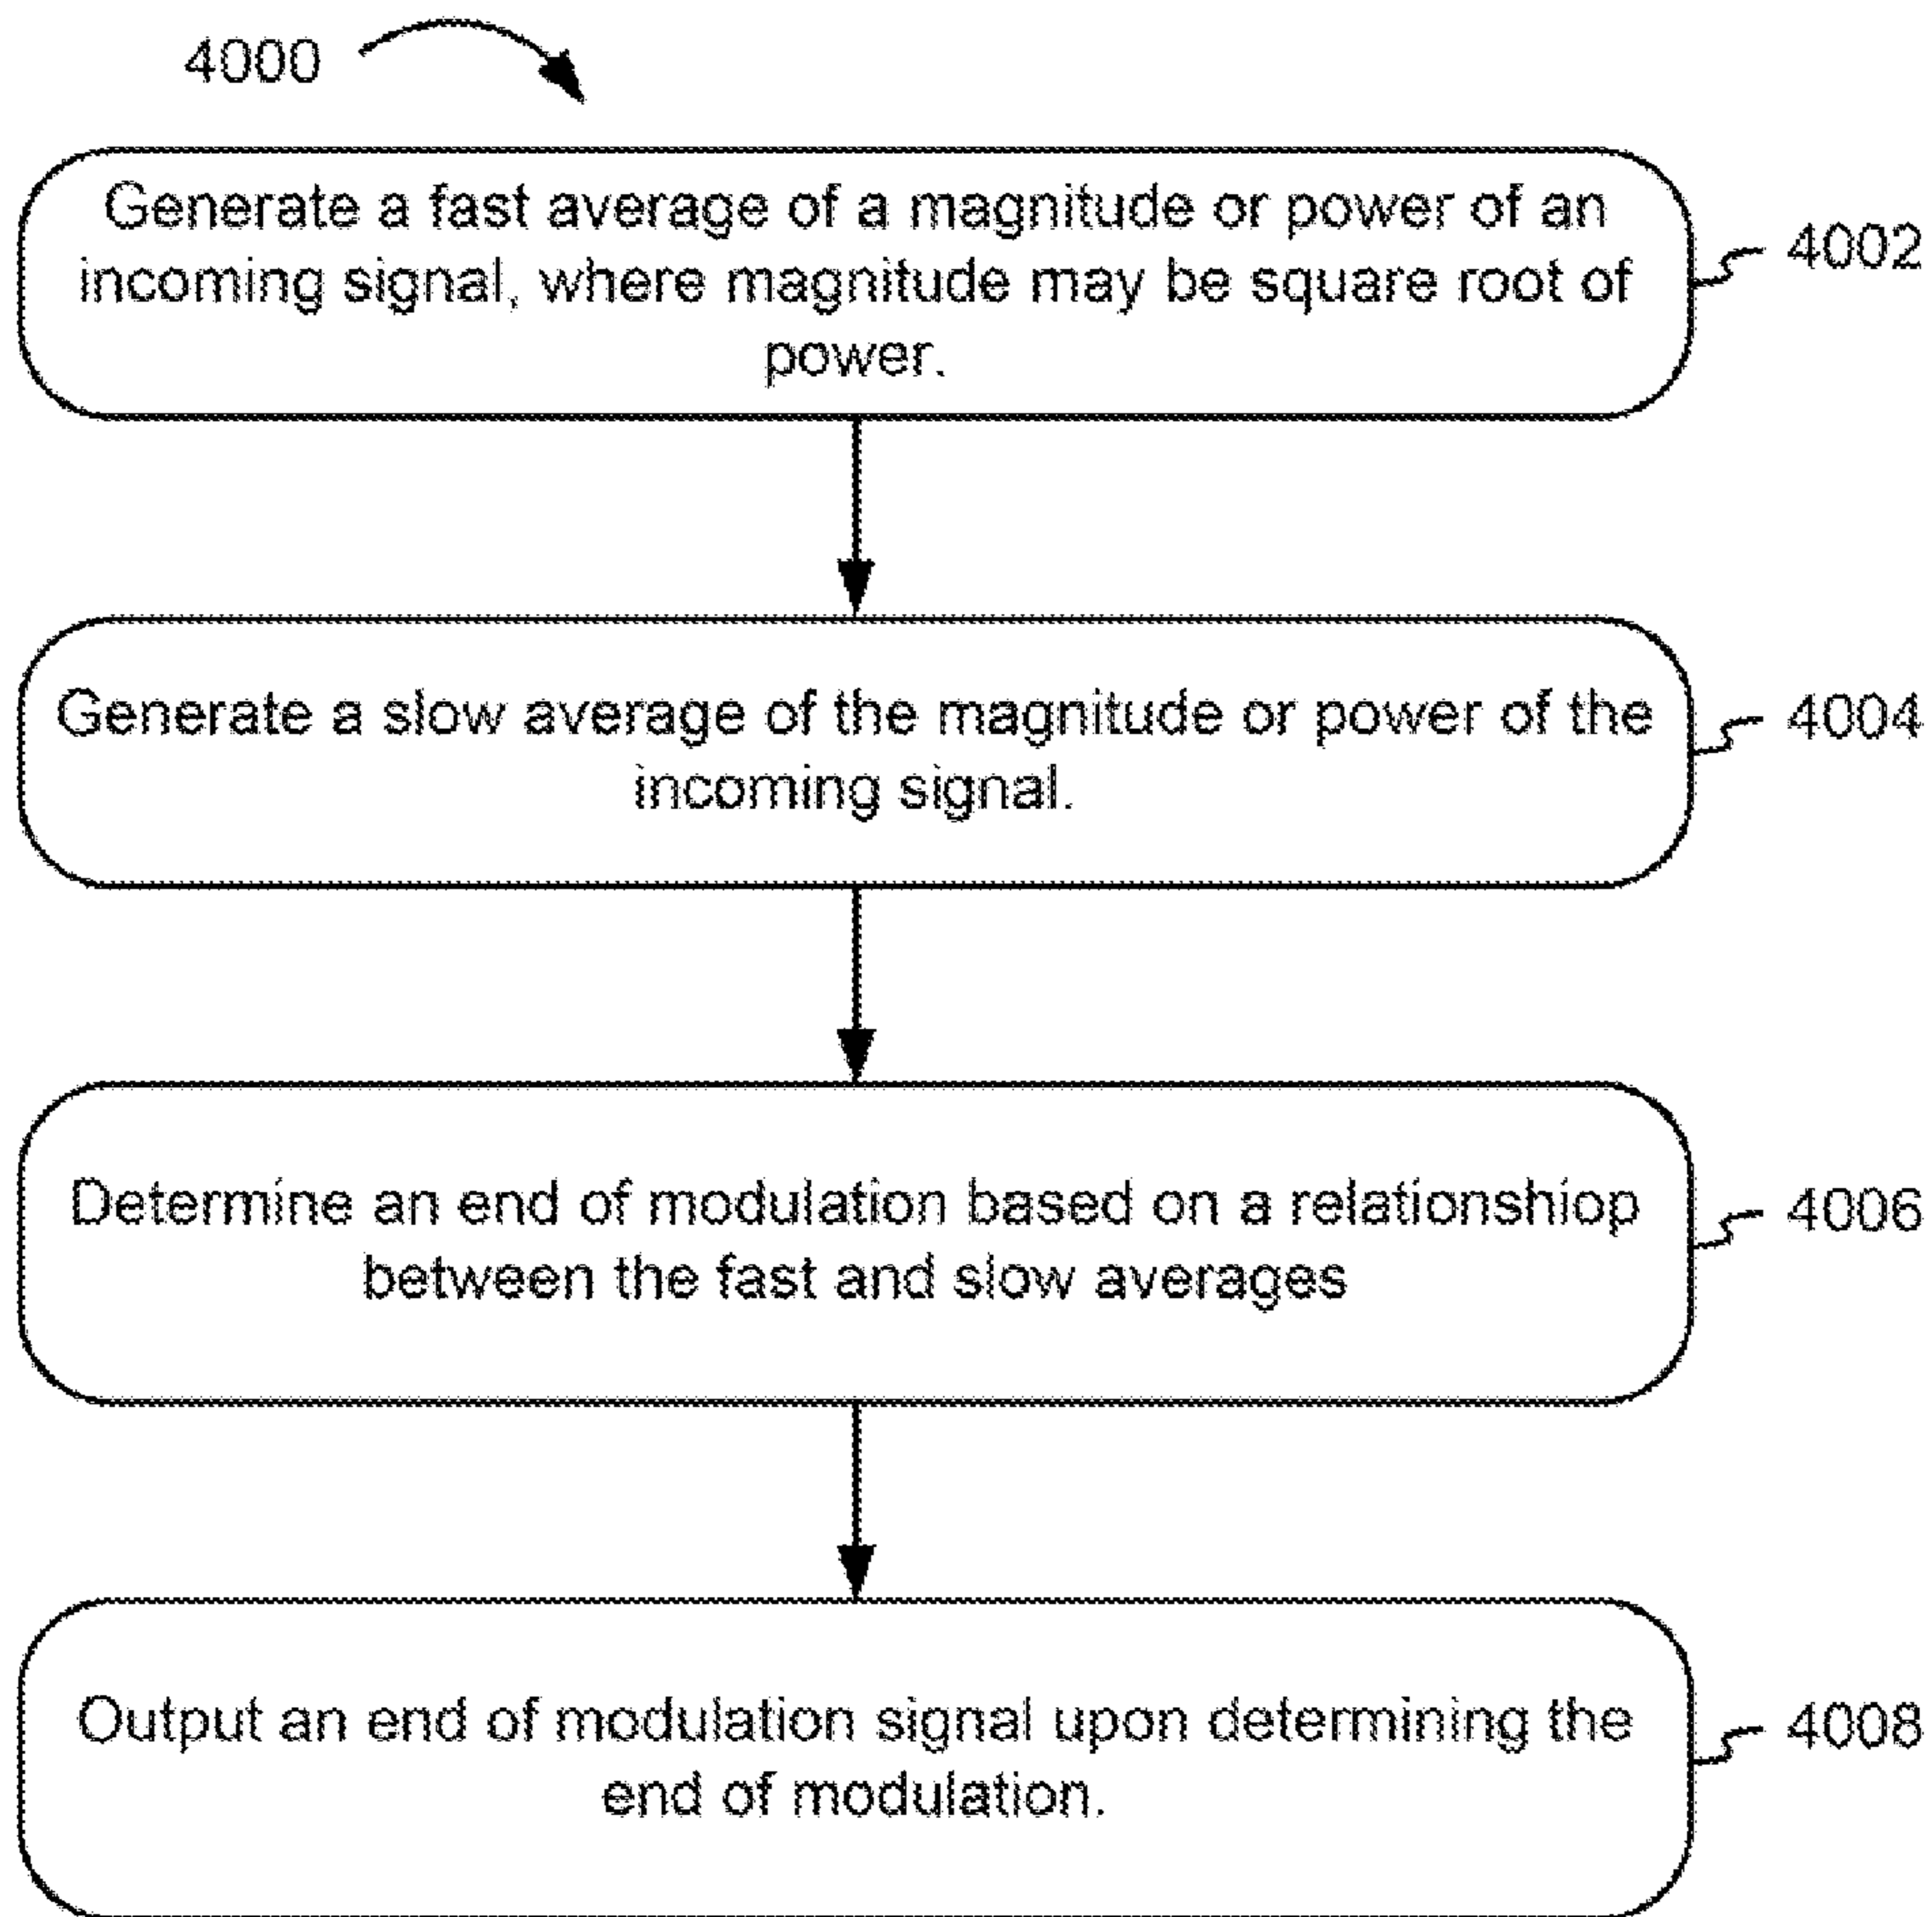 4000
Generate a fast average of a magnitude or power of an
incoming signal, where magnitude may be square root of
power.
4002
Generate a slow average of the magnitude or power of the
incoming signal.
4004
Determine an end of modulation based on a relationshiop
between the fast and slow averages
4006
Output an end of modulation signal upon determining the
end of modulation.
4008